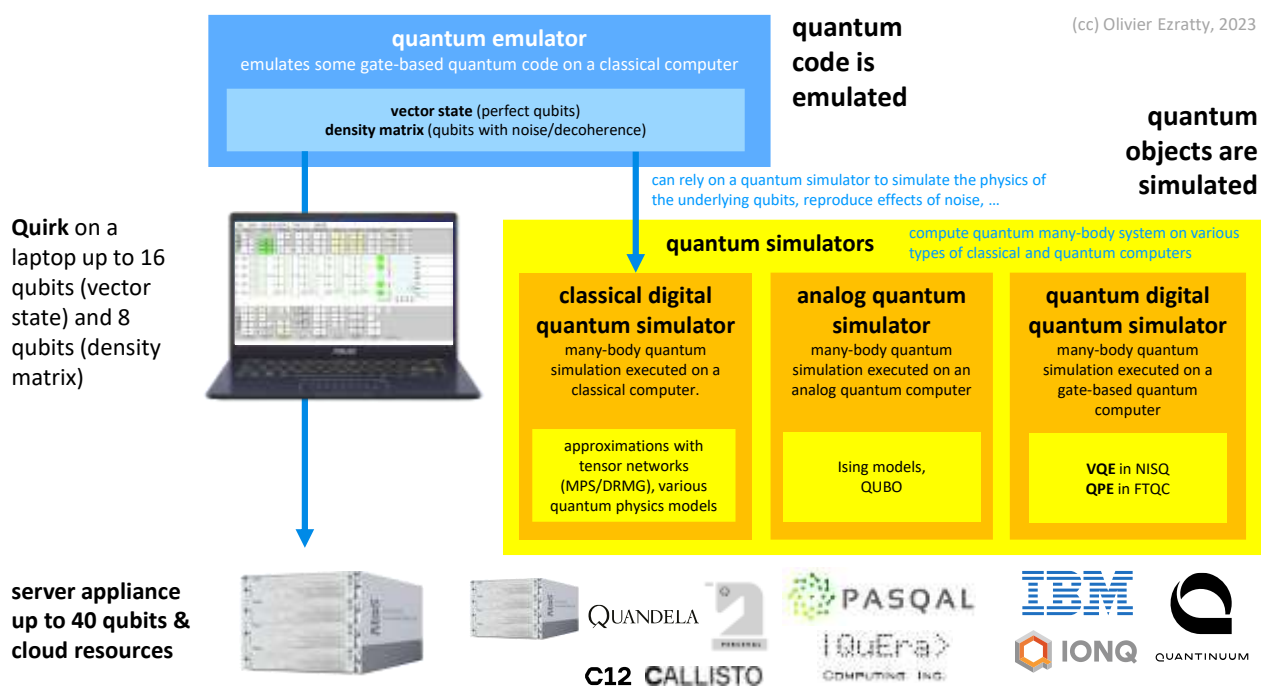 (cc) Olivier Ezratty, 2023
quantum emulator
emulates some gate-based quantum code on a classical computer
vector state (perfect qubits)
density matrix (qubits with noise/decoherence)
quantum
code is
emulated
quantum
objects are
simulated
can rely on a quantum simulator to simulate the physics of
the underlying qubits, reproduce effects of noise, …
Quirk on a
laptop up to 16
qubits (vector
state) and 8
qubits (density
matrix)
quantum simulators
compute quantum many-body system on various
types of classical and quantum computers
classical digital
quantum simulator
many-body quantum
simulation executed on a
classical computer.
approximations with
tensor networks
(MPS/DRMG), various
quantum physics models
analog quantum
simulator
many-body quantum
simulation executed on an
analog quantum computer
Ising models,
QUBO
quantum digital
quantum simulator
many-body quantum
simulation executed on a
gate-based quantum
computer
VQE in NISQ
QPE in FTQC
server appliance
up to 40 qubits &
cloud resources
Atos
Atos
QUANDELA
PERCEVAL
C12 CALLISTO
PASQAL
|QuEra>
COMPUTING INC.
IBM
IONQ
QUANTINUUM